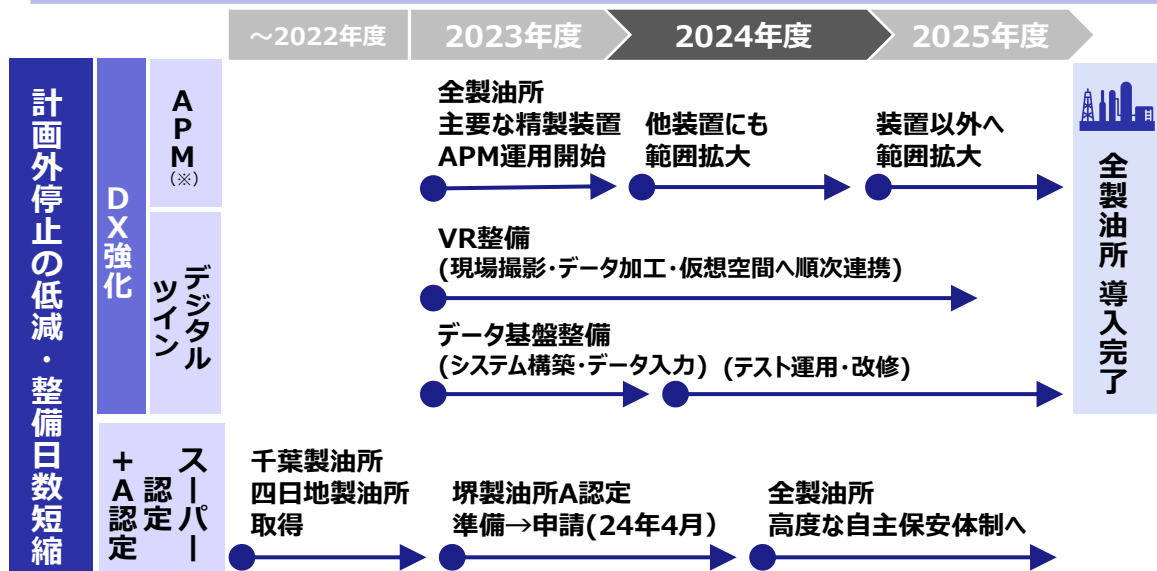 ～2022年度
2023年度
2024年度
2025年度
計画外停止の低減・整備日数短縮
DX強化
APM
（※）
全製油所
主要な精製装置
APM運用開始
他装置にも
範囲拡大
装置以外へ
範囲拡大
デジタル
ツイン
VR整備
(現場撮影・データ加工・仮想空間へ順次連携)
データ基盤整備
(システム構築・データ入力)
(テスト運用・改修)
全製油所 導入完了
スーパー
認定
+A認定
千葉製油所
四日地製油所
取得
堺製油所A認定
準備→申請(24年4月）
全製油所
高度な自主保安体制へ